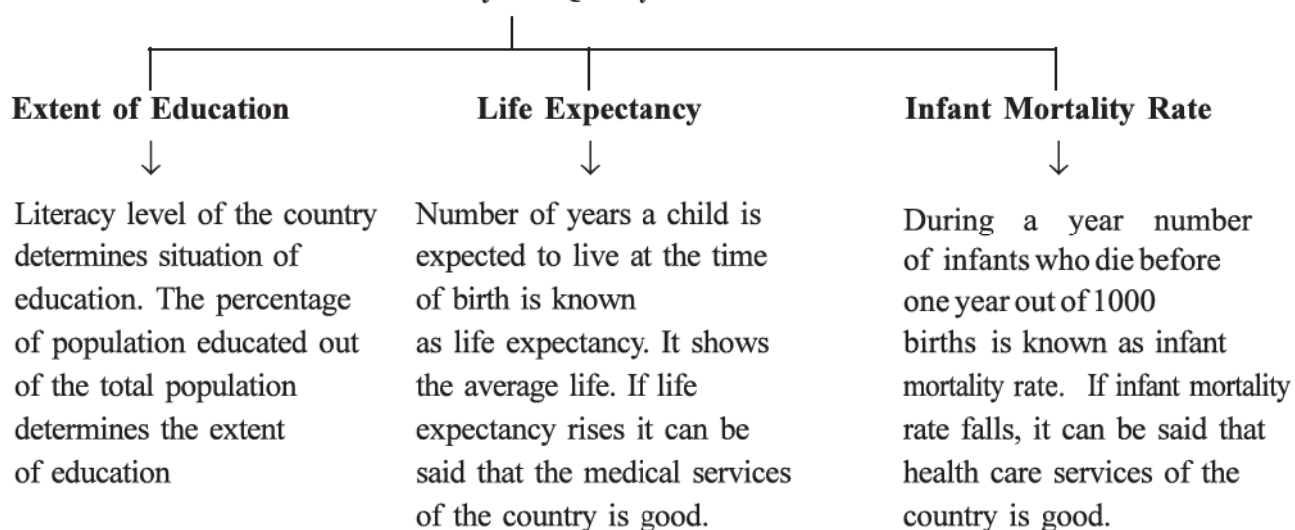 Extent of Education
Literacy level of the country
determines situation of
education. The percentage
of population educated out
of the total population
determines the extent
of education
Life Expectancy
Number of years a child is
expected to live at the time
of birth is known
as life expectancy. It shows
the average life. If life
expectancy rises it can be
said that the medical services
of the country is good.
Infant Mortality Rate
During a year number
of infants who die before
one year out of 1000
births is known as infant
mortality rate. If infant mortality
rate falls, it can be said that
health care services of the
country is good.